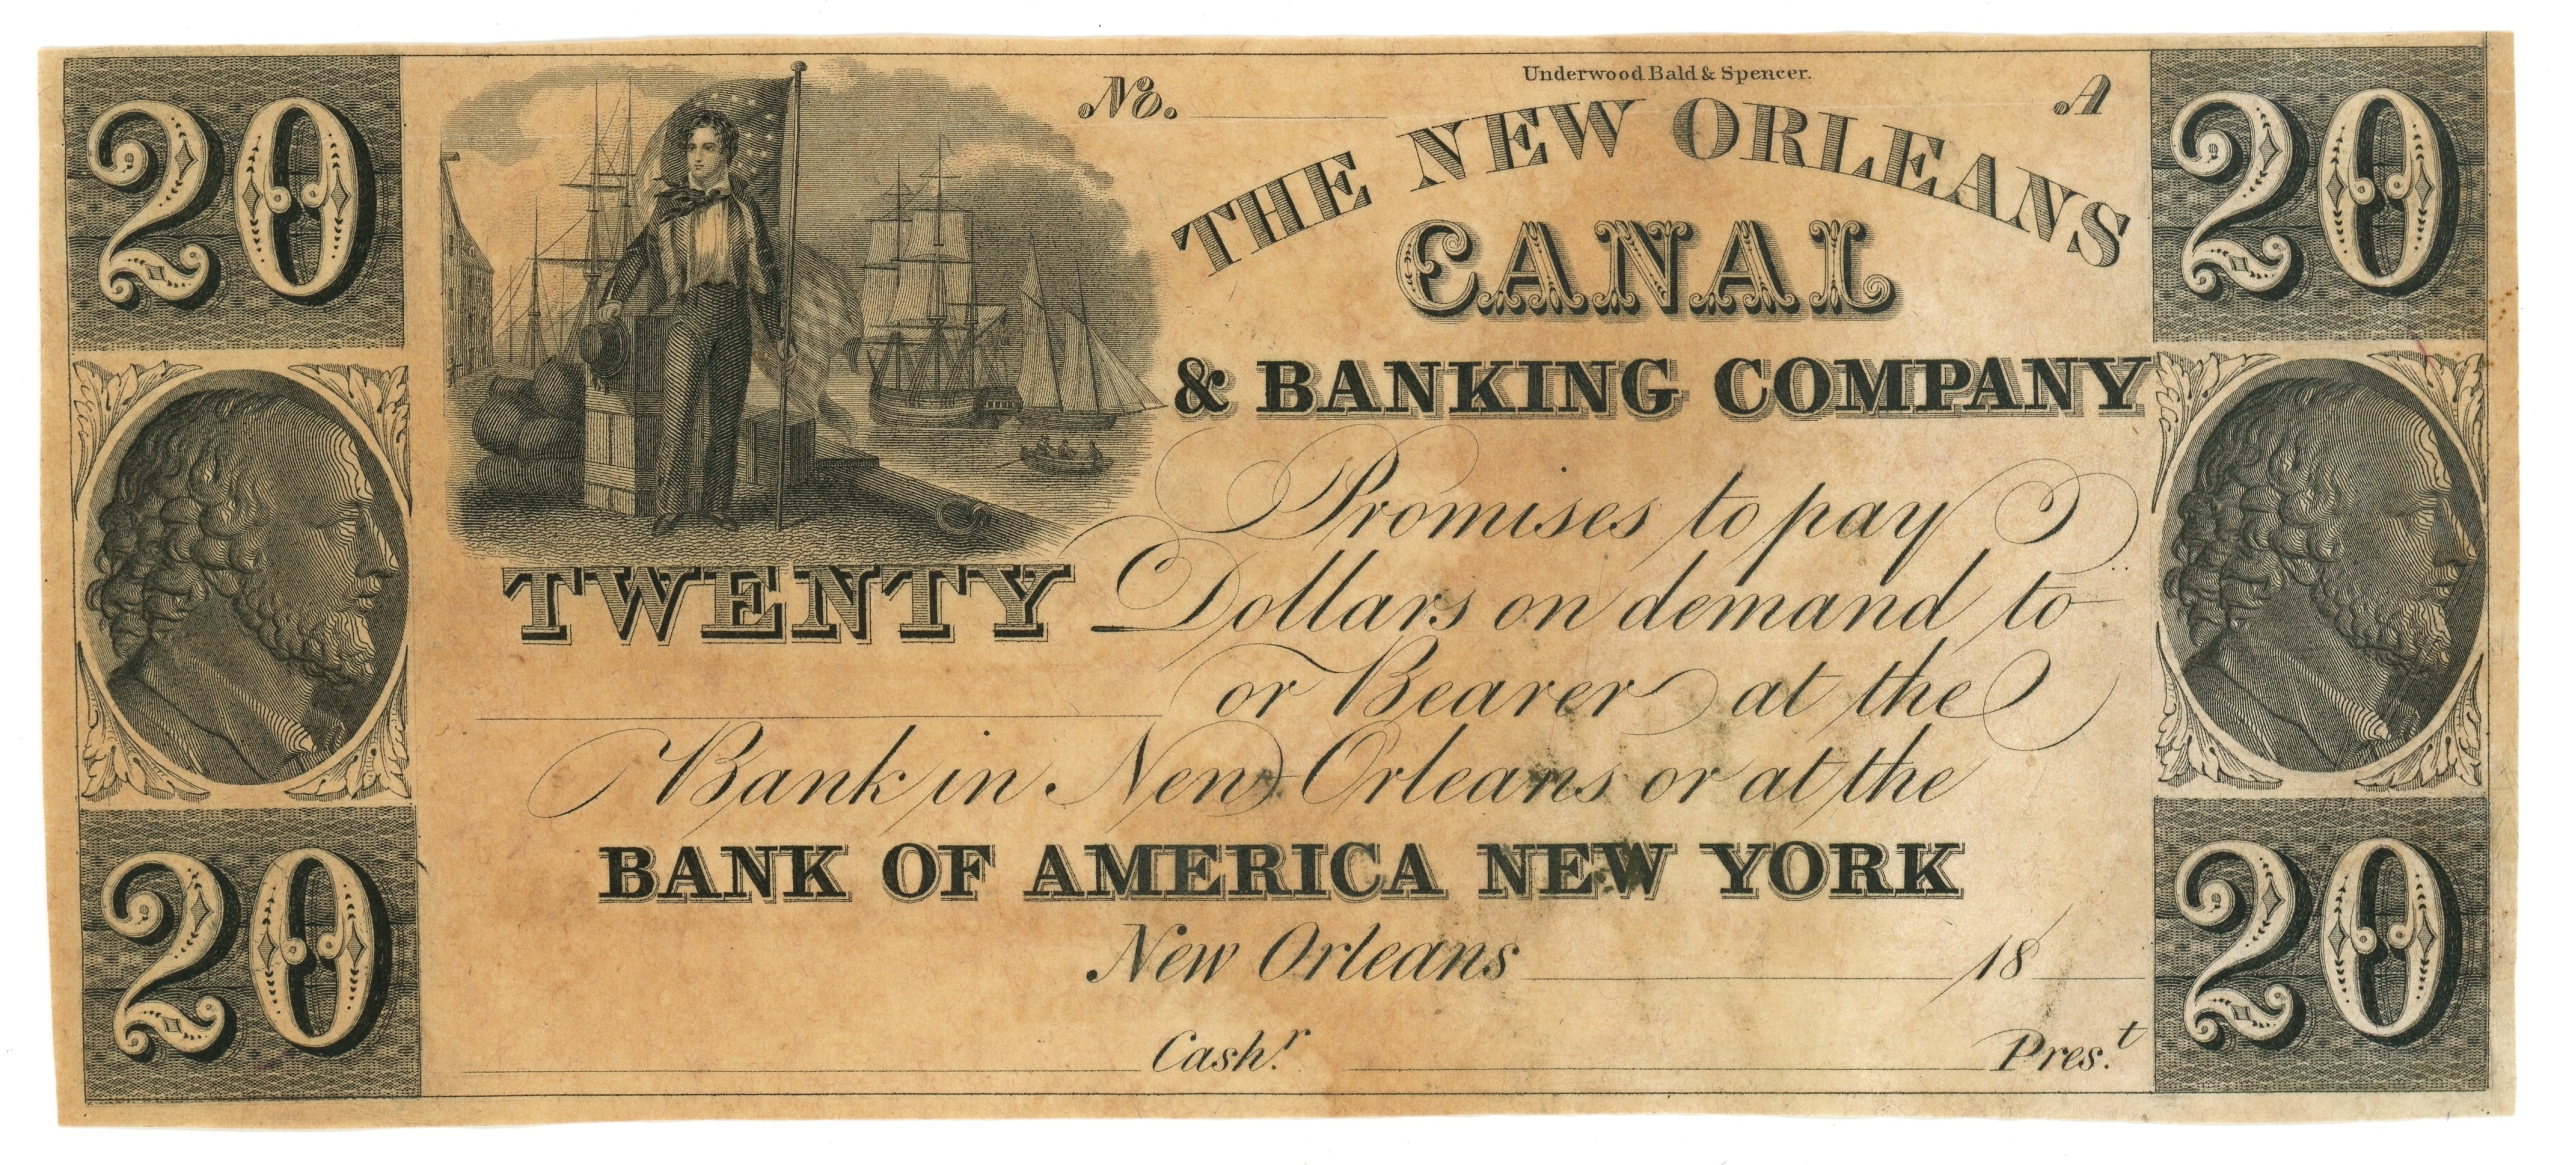 20
20
No.
Underwood Bald & Spencer.
A
THE NEW ORLEANS
CANAL
& BANKING COMPANY
Promises to pay
TWENTY Dollars on demand to
or Bearer at the
Bank in New Orleans or at the
BANK OF AMERICA NEW YORK
New Orleans 18
Cashr.
Prest.
20
20